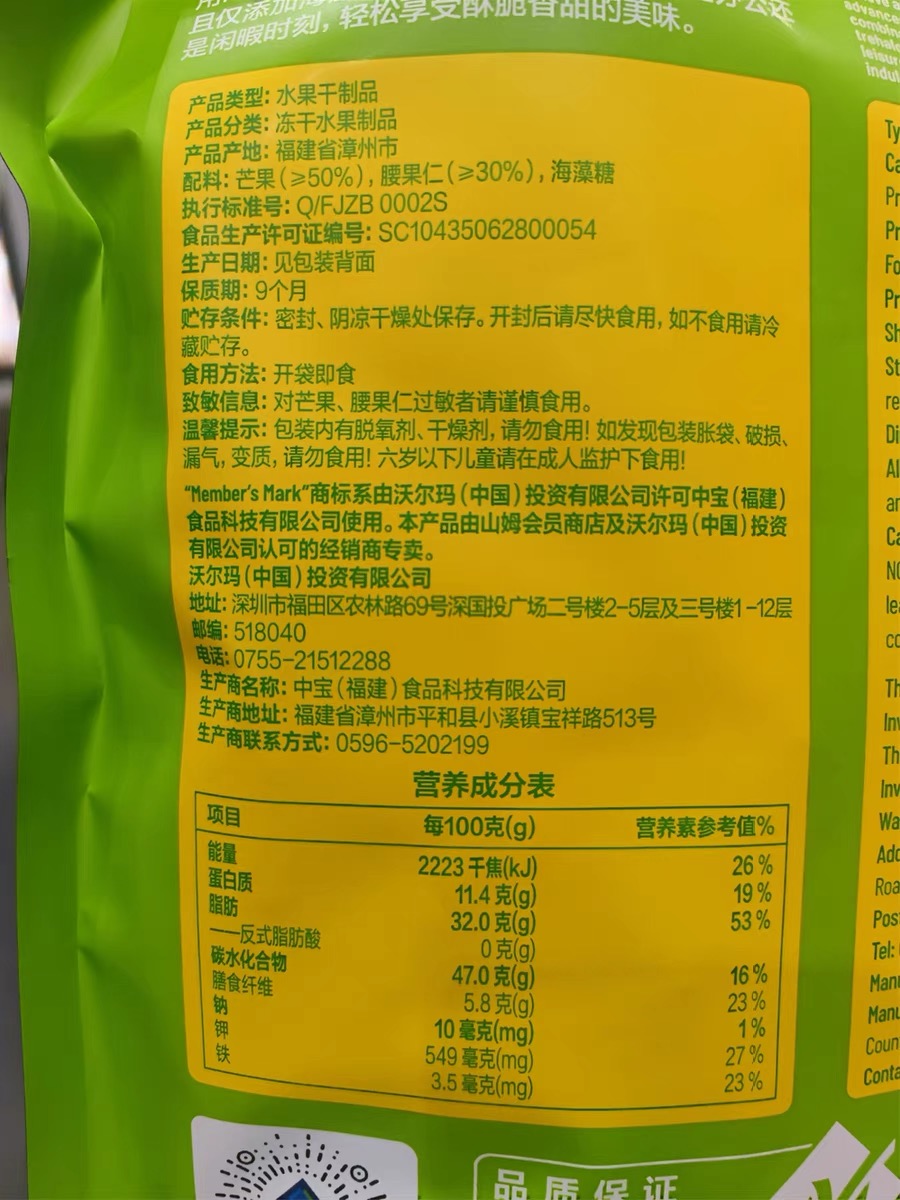 且仅添加海
是闲暇时刻，轻松享受酥脆香甜的美味。
产品类型：水果干制品
产品分类：冻干水果制品
产品产地：福建省漳州市
配料：芒果(≥50%)，腰果仁(≥30%)，海藻糖
执行标准号：Q/FJZB 0002S
食品生产许可证编号：SC10435062800054
生产日期：见包装背面
保质期：9个月
贮存条件：密封、阴凉干燥处保存。开封后请尽快食用，如不食用请冷
藏贮存。
食用方法：开袋即食
致敏信息：对芒果、腰果仁过敏者请谨慎食用。
温馨提示：包装内有脱氧剂、干燥剂，请勿食用！如发现包装胀袋、破损、
漏气，变质，请勿食用！六岁以下儿童请在成人监护下食用！
“Member's Mark”商标系由沃尔玛(中国)投资有限公司许可中宝(福建)
食品科技有限公司使用。本产品由山姆会员商店及沃尔玛(中国)投资
有限公司认可的经销商专卖。
沃尔玛(中国)投资有限公司
地址：深圳市福田区农林路69号深国投广场二号楼2-5层及三号楼1-12层
邮编：518040
电话：0755-21512288
生产商名称：中宝(福建)食品科技有限公司
生产商地址：福建省漳州市平和县小溪镇宝祥路513号
生产商联系方式：0596-5202199
营养成分表
项目 每100克(g) 营养素参考值%
能量 2223 千焦(kJ) 26%
蛋白质 11.4 克(g) 19%
脂肪 32.0 克(g) 53%
——反式脂肪酸 0 克(g)
碳水化合物 47.0 克(g) 16%
膳食纤维 5.8 克(g) 23%
钠 10 毫克(mg) 1%
钾 549 毫克(mg) 27%
铁 3.5 毫克(mg) 23%
品质保证
Tel: